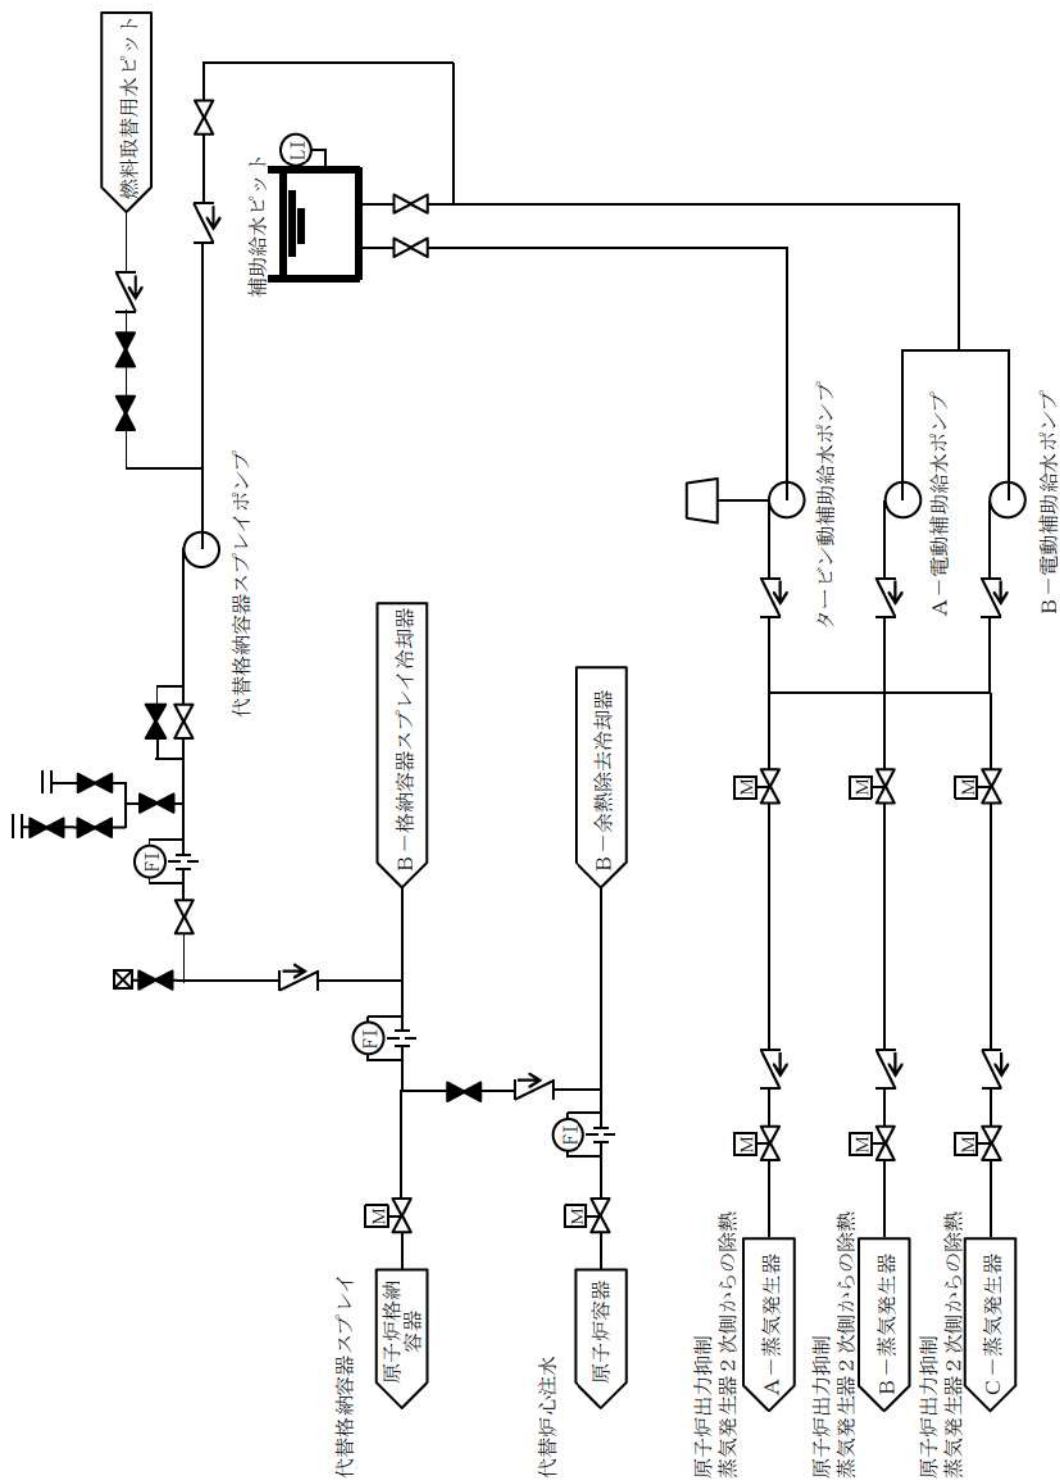 燃料取替用水ピット
補助給水ピット
LI
代替格納容器スプレイポンプ
FI
B－格納容器スプレイ冷却器
FI
B－余熱除去冷却器
FI
M
M
代替格納容器スプレイ
原子炉格納
容器
代替炉心注水
原子炉容器
タービン動補助給水ポンプ
A－電動補助給水ポンプ
B－電動補助給水ポンプ
M
M
M
M
M
M
原子炉出力抑制
蒸気発生器２次側からの除熱
A－蒸気発生器
原子炉出力抑制
蒸気発生器２次側からの除熱
B－蒸気発生器
原子炉出力抑制
蒸気発生器２次側からの除熱
C－蒸気発生器